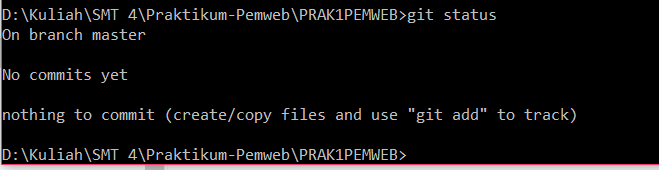 D:\Kuliah\SMT 4\Praktikum-Pemweb\PRAK1PEMWEB>git status
On branch master
No commits yet
nothing to commit (create/copy files and use "git add" to track)
D:\Kuliah\SMT 4\Praktikum-Pemweb\PRAK1PEMWEB>